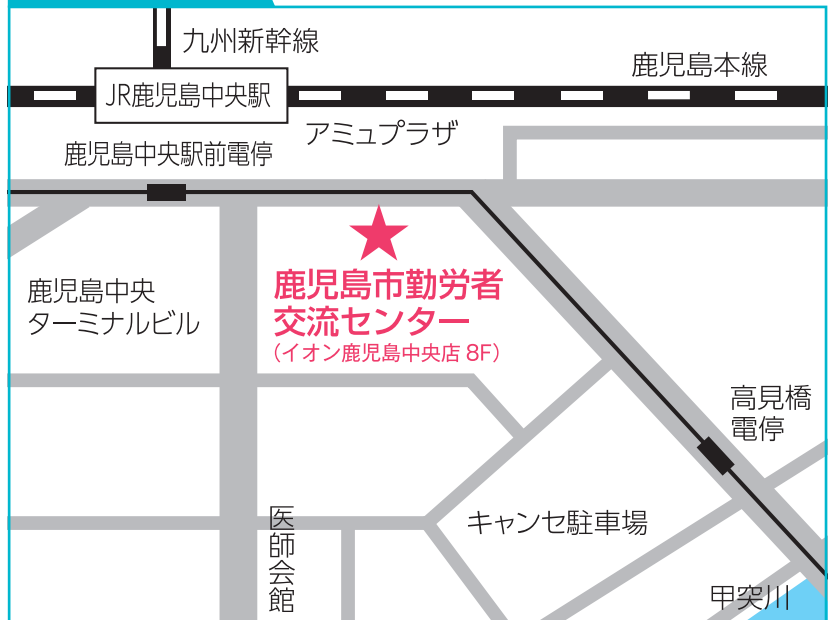 九州新幹線
鹿児島本線
JR鹿児島中央駅
アミュプラザ
鹿児島中央駅前電停
鹿児島中央
ターミナルビル
鹿児島市勤労者
交流センター
（イオン鹿児島中央店 8F）
高見橋
電停
キャンセ駐車場
医師会館
甲突川